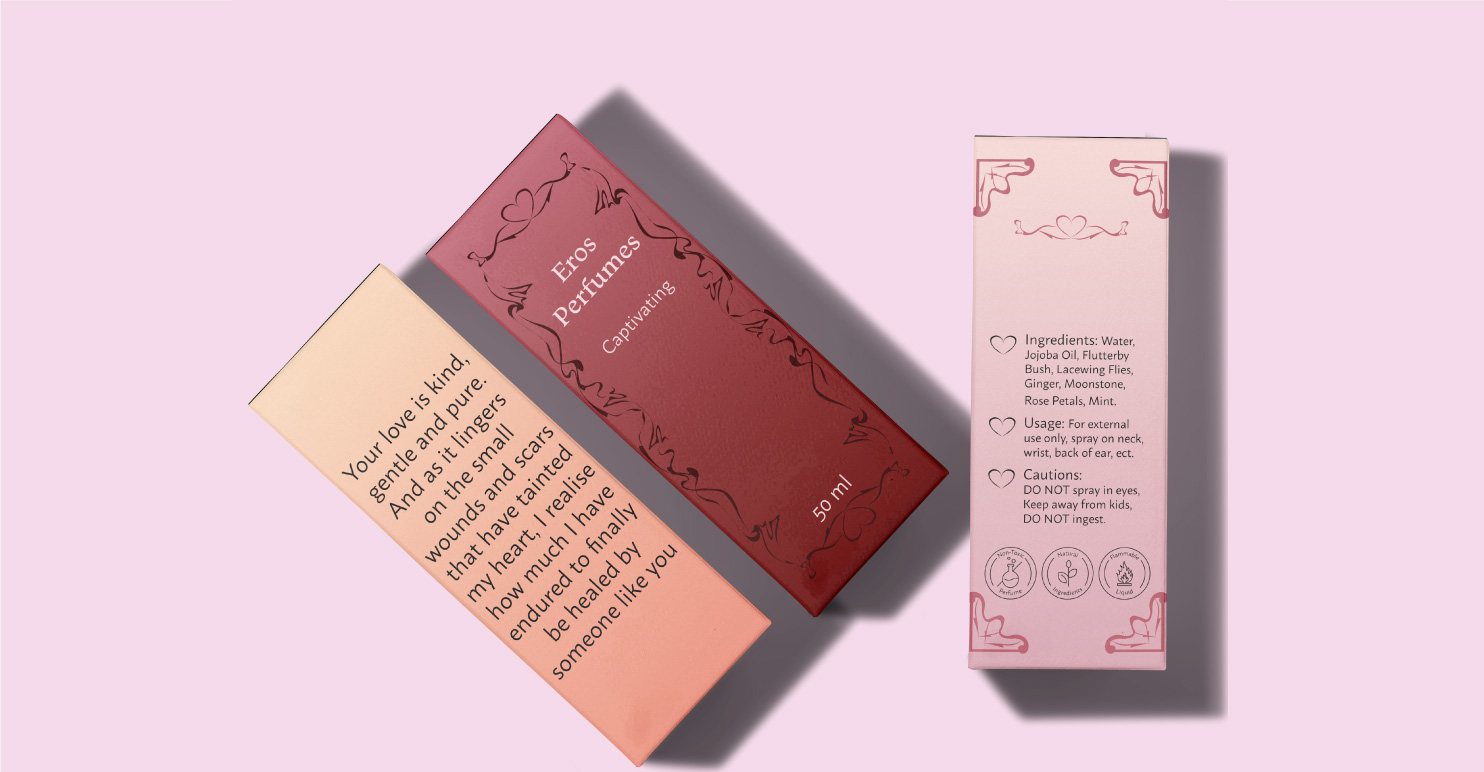 Your love is kind,
gentle and pure.
And as it lingers
on the small
wounds and scars
that have tainted
my heart, I realise
how much I have
endured to finally
be healed by
someone like you
Eros
Perfumes
Captivating
50 ml
Ingredients: Water,
Jojoba Oil, Flutterby
Bush, Lacewing Flies,
Ginger, Moonstone,
Rose Petals, Mint.
Usage: For external
use only, spray on neck,
wrist, back of ear, ect.
Cautions:
DO NOT spray in eyes,
Keep away from kids,
DO NOT ingest.
Non-Toxic
Perfume
Natural
Ingredients
Flammable
Liquid